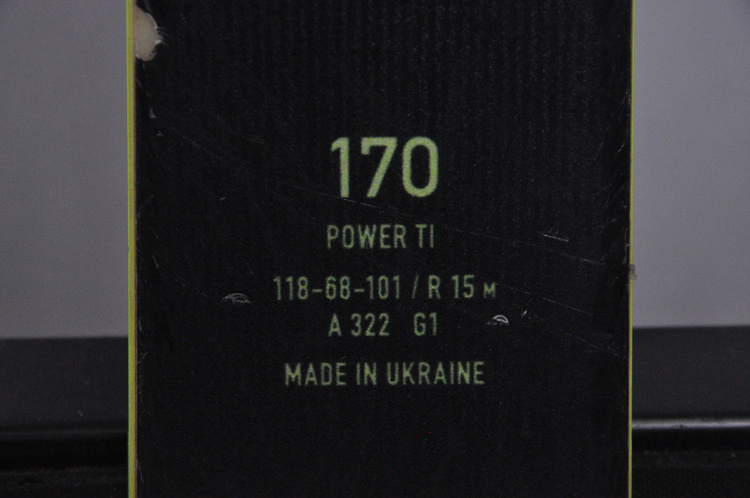 170
POWER TI
118-68-101 / R 15 M
A 322 G1
MADE IN UKRAINE